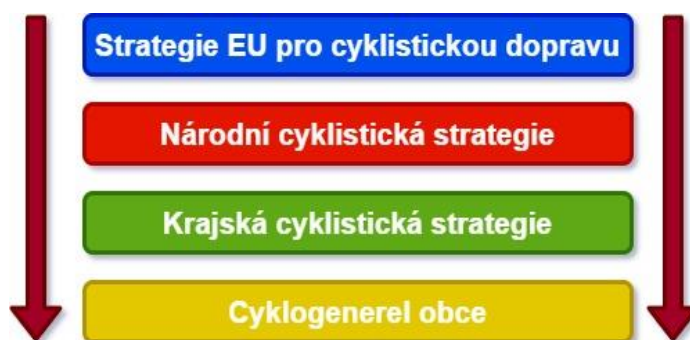 Strategie EU pro cyklistickou dopravu
Národní cyklistická strategie
Krajská cyklistická strategie
Cyklogenerel obce